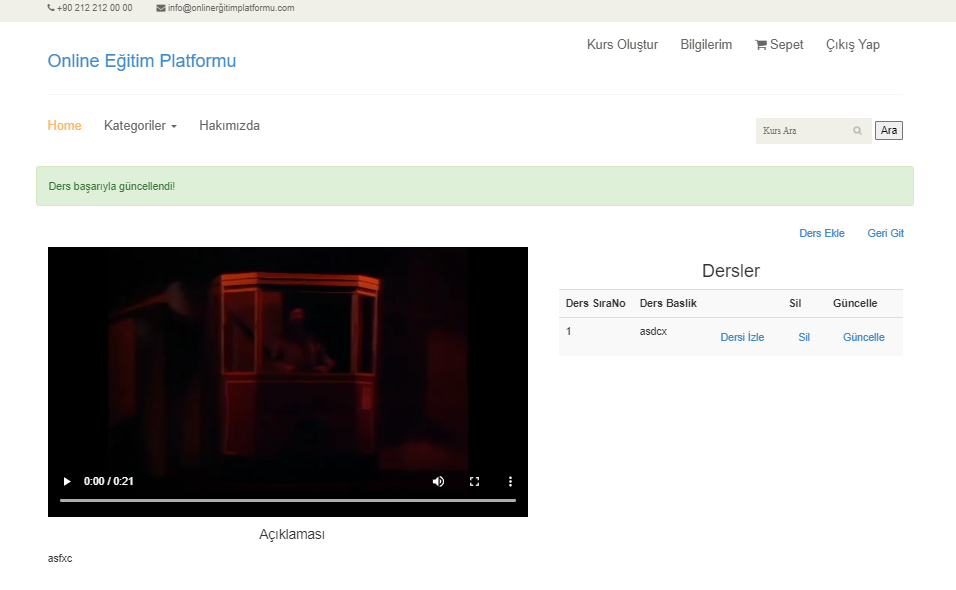 +90 212 212 00 00 info@onlinerğitimplatformu.com
Kurs Oluştur Bilgilerim Sepet Çıkış Yap
Online Eğitim Platformu
Home Kategoriler Hakımızda
Kurs Ara Ara
Ders başarıyla güncellendi!
Ders Ekle Geri Git
Dersler
Ders SıraNo Ders Baslik Sil Güncelle
1 asdcx Dersi İzle Sil Güncelle
0:00 / 0:21
Açıklaması
asfxc